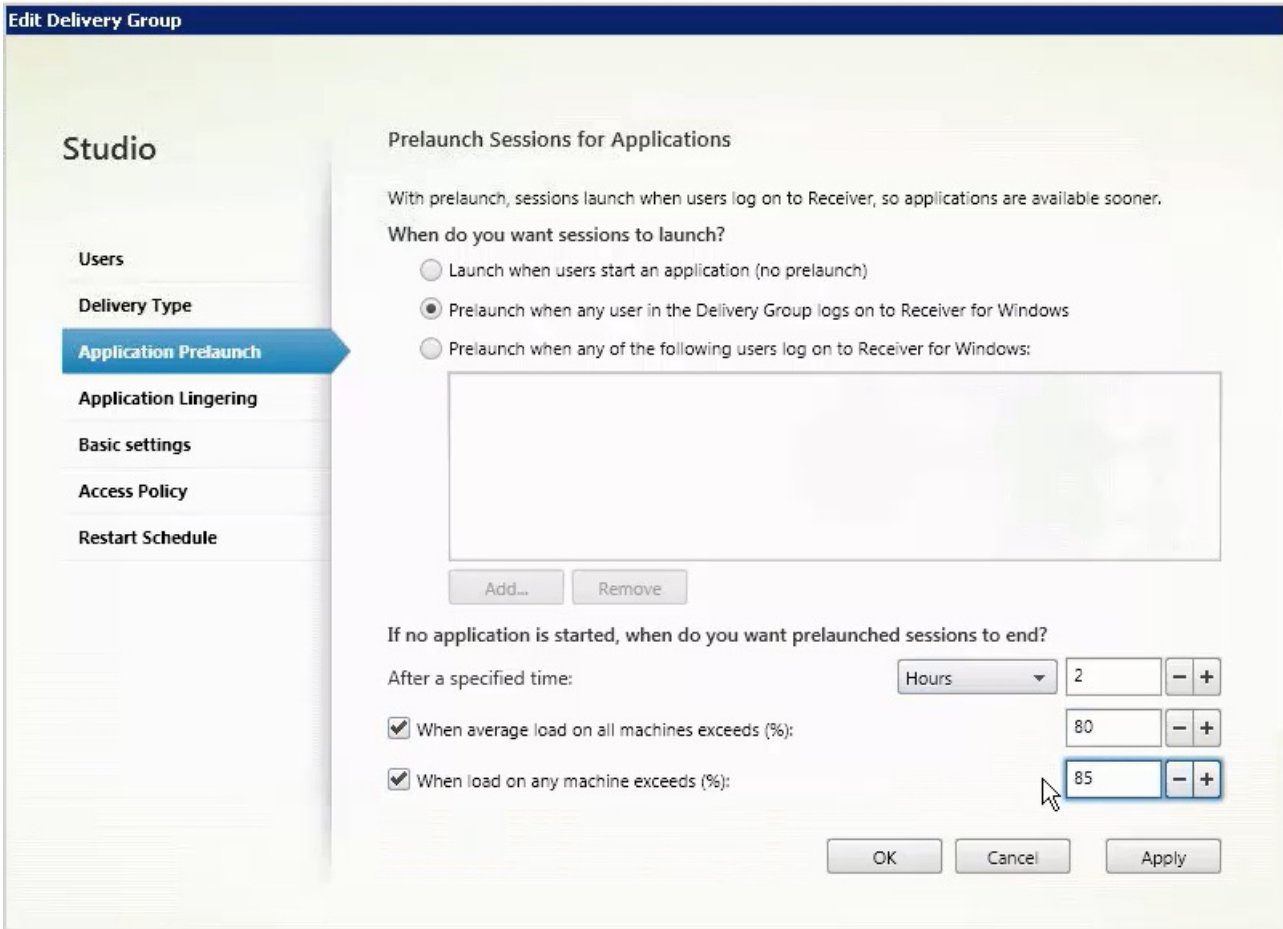 Edit Delivery Group
Studio
Users
Delivery Type
Application Prelaunch
Application Lingering
Basic settings
Access Policy
Restart Schedule
Prelaunch Sessions for Applications
With prelaunch, sessions launch when users log on to Receiver, so applications are available sooner.
When do you want sessions to launch?
Launch when users start an application (no prelaunch)
Prelaunch when any user in the Delivery Group logs on to Receiver for Windows
Prelaunch when any of the following users log on to Receiver for Windows:
Add... Remove
If no application is started, when do you want prelaunched sessions to end?
After a specified time: Hours 2 − +
When average load on all machines exceeds (%): 80 − +
When load on any machine exceeds (%): 85 − +
OK Cancel Apply